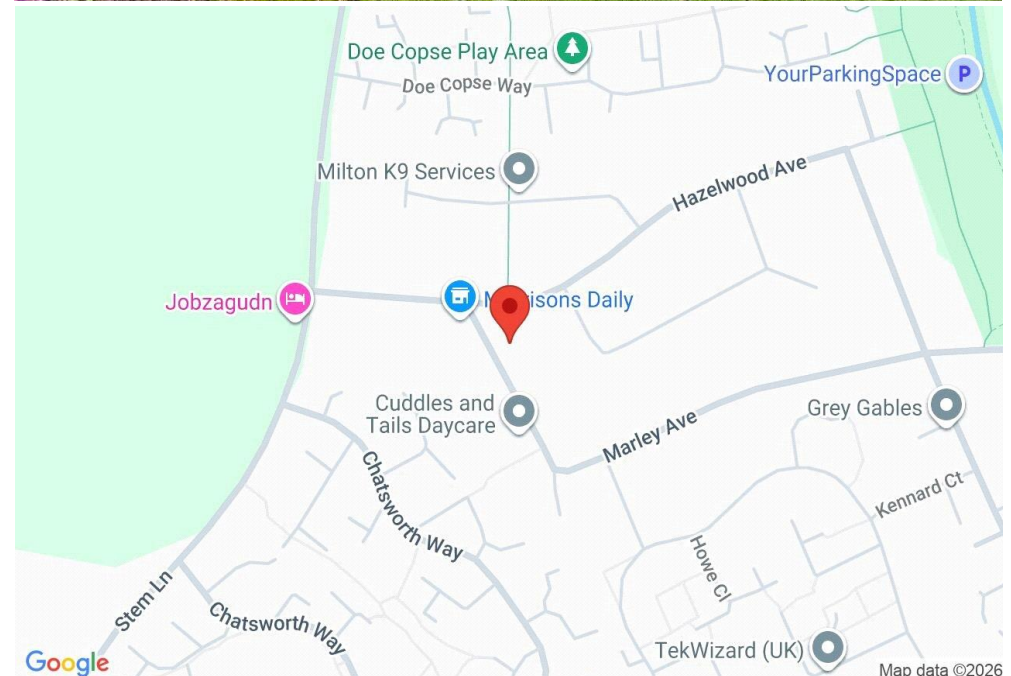 Doe Copse Play Area
Doe Copse Way
YourParkingSpace
P
Milton K9 Services
Hazelwood Ave
Jobzagudn
Morrisons Daily
Cuddles and
Tails Daycare
Grey Gables
Marley Ave
Chatsworth Way
Kennard Ct
Howe Cl
Stem Ln
Chatsworth Way
TekWizard (UK)
Google
Map data ©2026